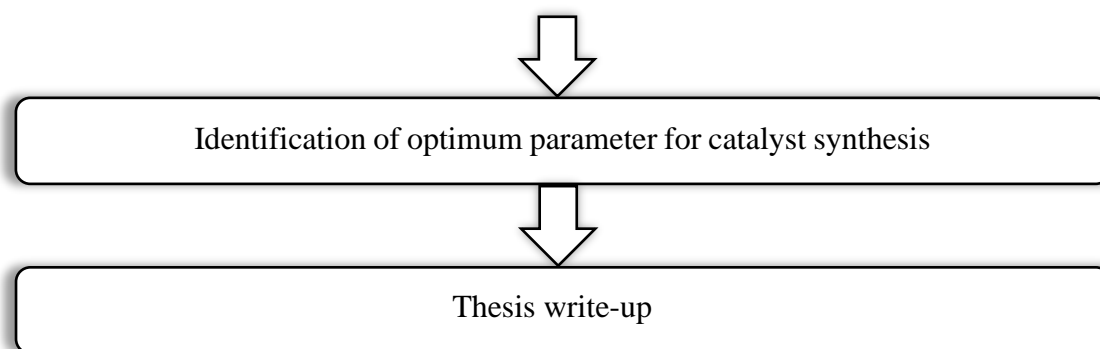 Identification of optimum parameter for catalyst synthesis
Thesis write-up